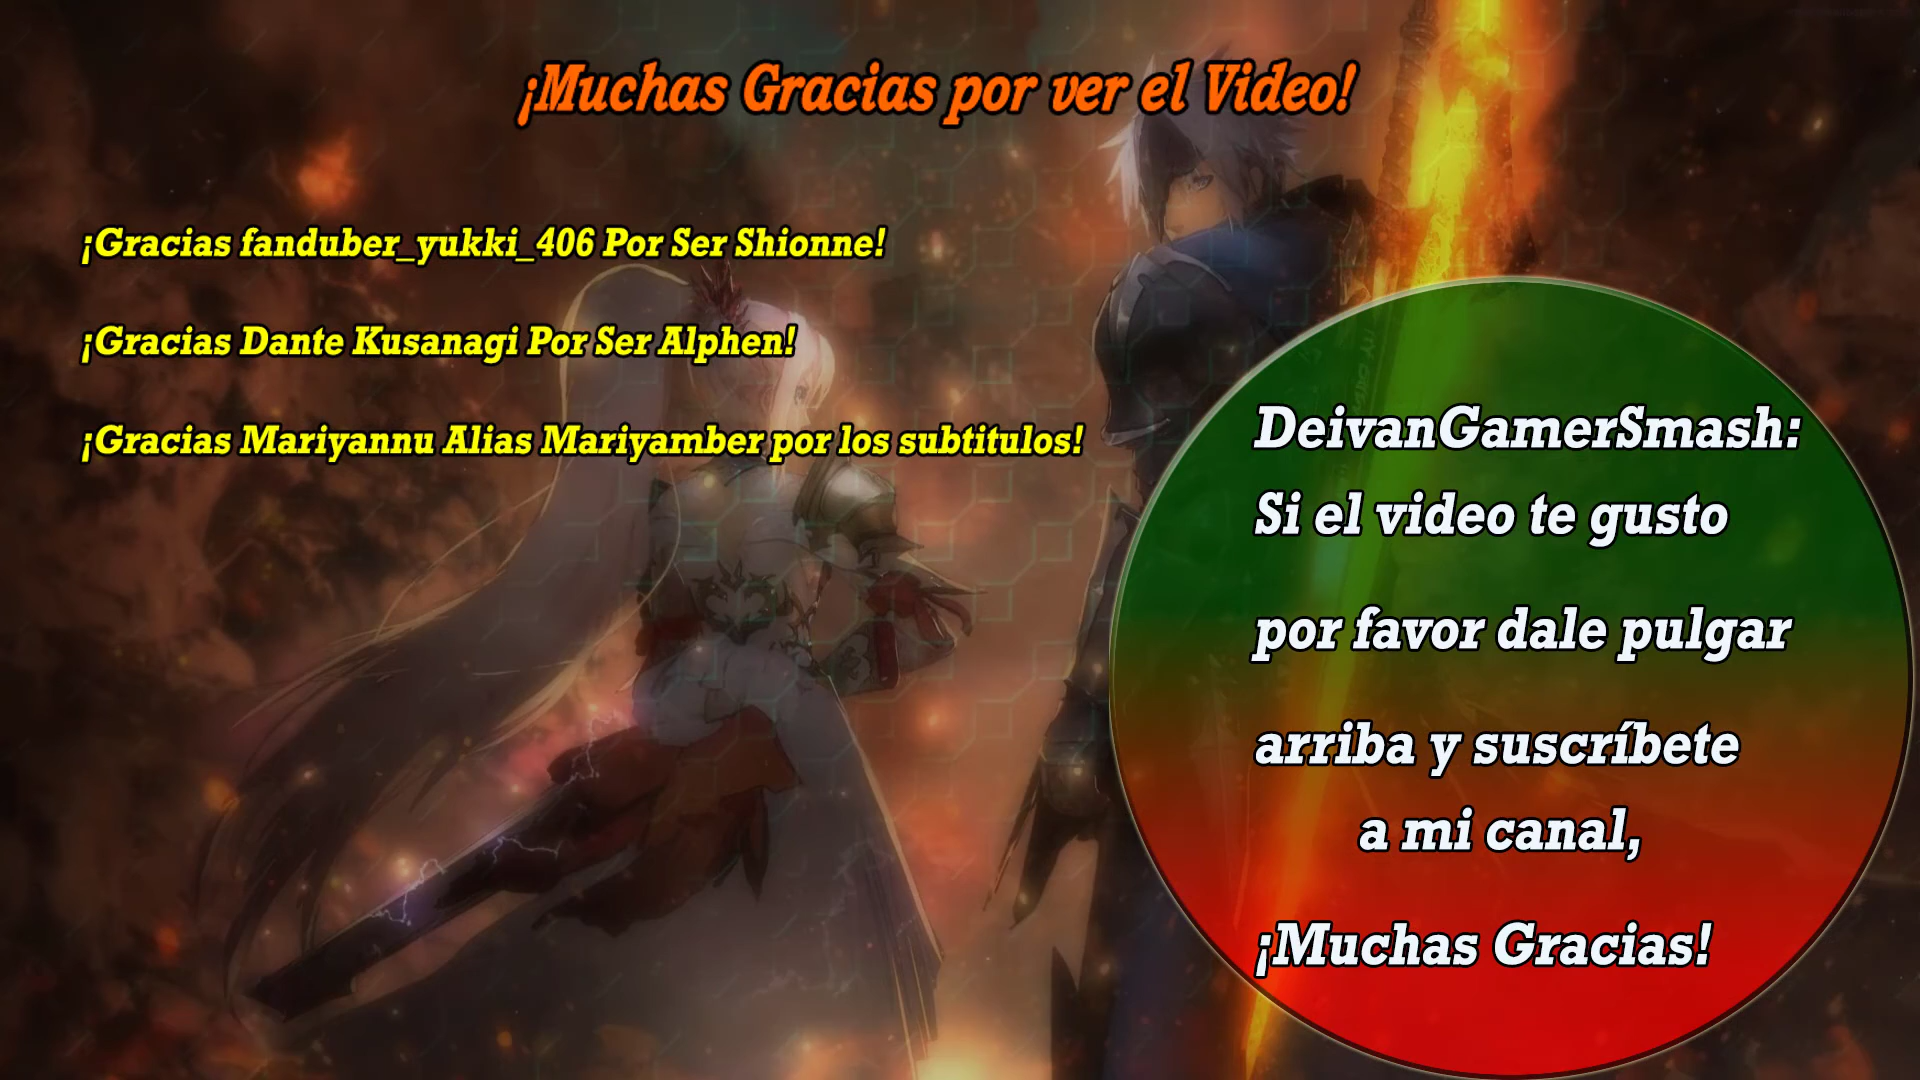 ¡Muchas Gracias por ver el Video!
¡Gracias fanduber_yukki_406 Por Ser Shionne!
¡Gracias Dante Kusanagi Por Ser Alphen!
¡Gracias Mariyannu Alias Mariyamber por los subtitulos!
DeivanGamerSmash:
Si el video te gusto
por favor dale pulgar
arriba y suscríbete
a mi canal,
¡Muchas Gracias!